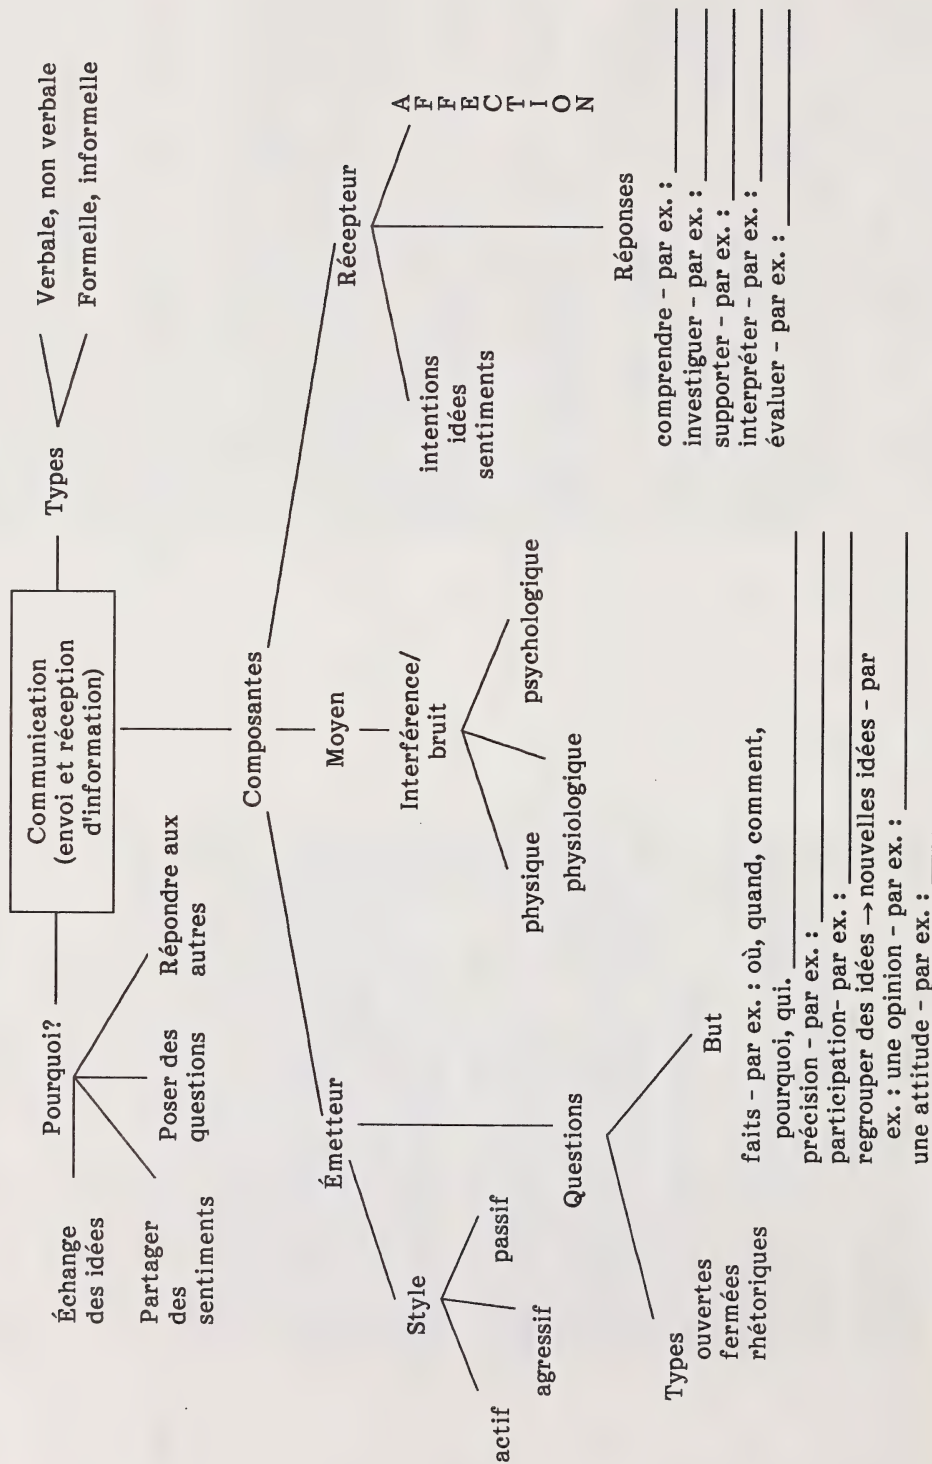 Communication
(envoi et réception
d'information)
Pourquoi?
Échange
des idées
Partager
des
sentiments
Poser des
questions
Répondre aux
autres
Types
Verbale, non verbale
Formelle, informelle
Composantes
Émetteur
Style
actif
agressif
passif
Questions
Types
ouvertes
fermées
rhétoriques
But
faits - par ex. : où, quand, comment,
pourquoi, qui.
précision - par ex. :
participation- par ex. :
regrouper des idées → nouvelles idées - par
ex. : une opinion - par ex. :
une attitude - par ex. :
Moyen
Interférence/
bruit
physique
physiologique
psychologique
Récepteur
intentions
idées
sentiments
A
F
F
E
C
T
I
O
N
Réponses
comprendre - par ex. :
investiguer - par ex. :
supporter - par ex. :
interpréter - par ex. :
évaluer - par ex. :